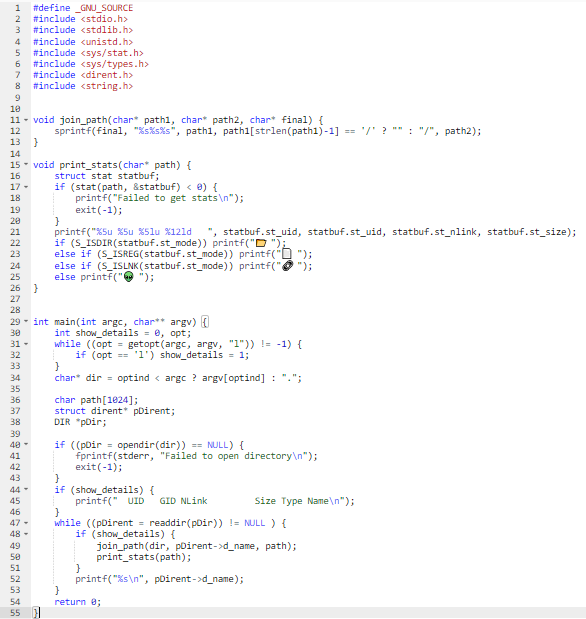 1 #define _GNU_SOURCE
2 #include <stdio.h>
3 #include <stdlib.h>
4 #include <unistd.h>
5 #include <sys/stat.h>
6 #include <sys/types.h>
7 #include <dirent.h>
8 #include <string.h>
9
10
11 void join_path(char* path1, char* path2, char* final) {
12     sprintf(final, "%s%s%s", path1, path1[strlen(path1)-1] == '/' ? "" : "/", path2);
13 }
14
15 void print_stats(char* path) {
16     struct stat statbuf;
17     if (stat(path, &statbuf) < 0) {
18         printf("Failed to get stats\n");
19         exit(-1);
20     }
21     printf("%5u %5u %5lu %12ld   ", statbuf.st_uid, statbuf.st_uid, statbuf.st_nlink, statbuf.st_size);
22     if (S_ISDIR(statbuf.st_mode)) printf("📂 ");
23     else if (S_ISREG(statbuf.st_mode)) printf("📄 ");
24     else if (S_ISLNK(statbuf.st_mode)) printf("🔗 ");
25     else printf("👽 ");
26 }
27
28
29 int main(int argc, char** argv) {
30     int show_details = 0, opt;
31     while ((opt = getopt(argc, argv, "l")) != -1) {
32         if (opt == 'l') show_details = 1;
33     }
34     char* dir = optind < argc ? argv[optind] : ".";
35
36     char path[1024];
37     struct dirent* pDirent;
38     DIR *pDir;
39
40     if ((pDir = opendir(dir)) == NULL) {
41         fprintf(stderr, "Failed to open directory\n");
42         exit(-1);
43     }
44     if (show_details) {
45         printf("  UID   GID NLink         Size Type Name\n");
46     }
47     while ((pDirent = readdir(pDir)) != NULL ) {
48         if (show_details) {
49             join_path(dir, pDirent->d_name, path);
50             print_stats(path);
51         }
52         printf("%s\n", pDirent->d_name);
53     }
54     return 0;
55 }